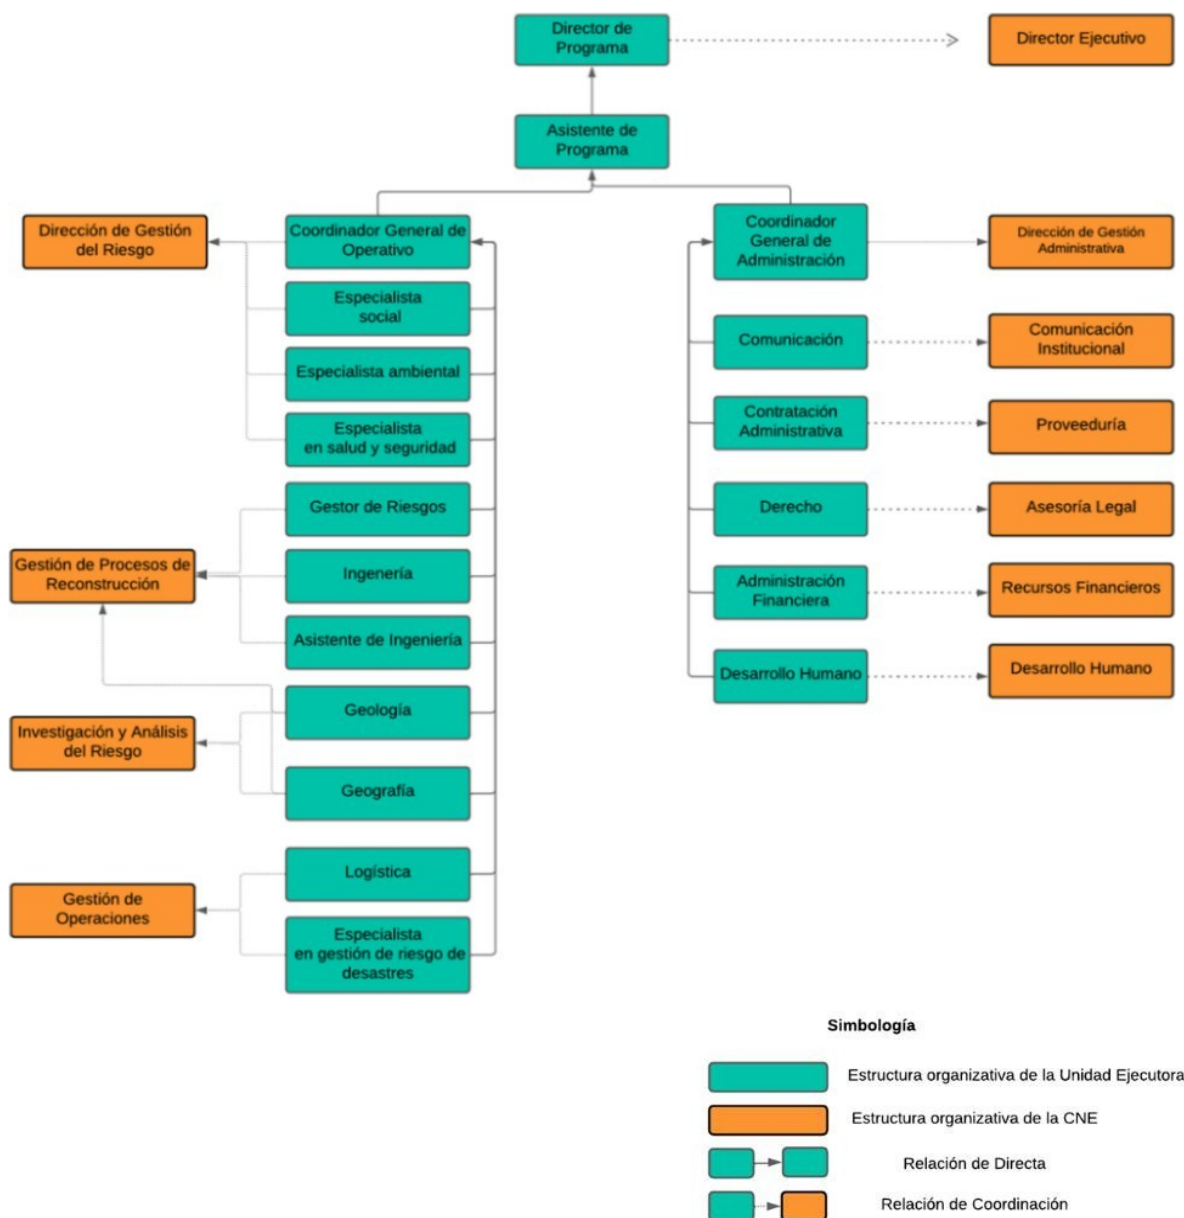 Director de
Programa
Director Ejecutivo
Asistente de
Programa
Dirección de Gestión
del Riesgo
Coordinador General de
Operativo
Especialista
social
Especialista ambiental
Especialista
en salud y seguridad
Gestor de Riesgos
Gestión de Procesos de
Reconstrucción
Ingenería
Asistente de Ingeniería
Geología
Investigación y Análisis
del Riesgo
Geografía
Logística
Gestión de
Operaciones
Especialista
en gestión de riesgo de
desastres
Coordinador
General de
Administración
Dirección de Gestión
Administrativa
Comunicación
Comunicación
Institucional
Contratación
Administrativa
Proveeduría
Derecho
Asesoría Legal
Administración
Financiera
Recursos Financieros
Desarrollo Humano
Desarrollo Humano
Simbología
Estructura organizativa de la Unidad Ejecutora
Estructura organizativa de la CNE
Relación de Directa
Relación de Coordinación